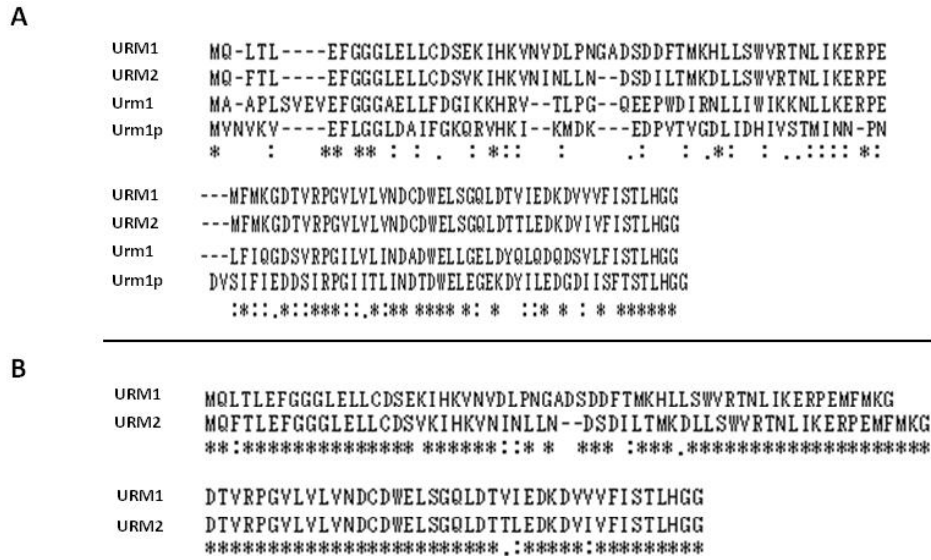 A
URM1 MQ-LTL----EFGGGLELLCDSEKIHKVNVDLPNGADSDDFTMKHLLSWVRTNLIKERPE
URM2 MQ-FTL----EFGGGLELLCDSVKIHKVNINLLN--DSDILTMKDLLSWVRTNLIKERPE
Urm1 MA-APLSVEVEFGGGAELLFDGIKKHRV--TLPG--QEEPWDIRNLLIWIKKNLLKERPE
Urm1p MVNVKV----EFLGGLDAIFGKQRVHKI--KMDK---EDPVTVGDLIDHIVSTMINN-PN
*    :    ** ** : : .  : *::   :      .:   : .*:  :  ..:::: *:
URM1 ---MFMKGDTVRPGVLVLVNDCDWELSGQLDTVIEDKDVVVFISTLHGG
URM2 ---MFMKGDTVRPGVLVLVNDCDWELSGQLDTTLEDKDVIVFISTLHGG
Urm1 ---LFIQGDSVRPGILVLINDADWELLGELDYQLQDQDSVLFISTLHGG
Urm1p DVSIFIEDDSIRPGIITLINDTDWELEGEKDYILEDGDIISFTSTLHGG
:*::.*::***::.*:** **** *: *  ::* * : * ******
B
URM1 MQLTLEFGGGLELLCDSEKIHKVNVDLPNGADSDDFTMKHLLSWVRTNLIKERPEMFMKG
URM2 MQFTLEFGGGLELLCDSVKIHKVNINLLN--DSDILTMKDLLSWVRTNLIKERPEMFMKG
**:************** ******::* *  *** :***.********************
URM1 DTVRPGVLVLVNDCDWELSGQLDTVIEDKDVVVFISTLHGG
URM2 DTVRPGVLVLVNDCDWELSGQLDTTLEDKDVIVFISTLHGG
************************.:*****:*********